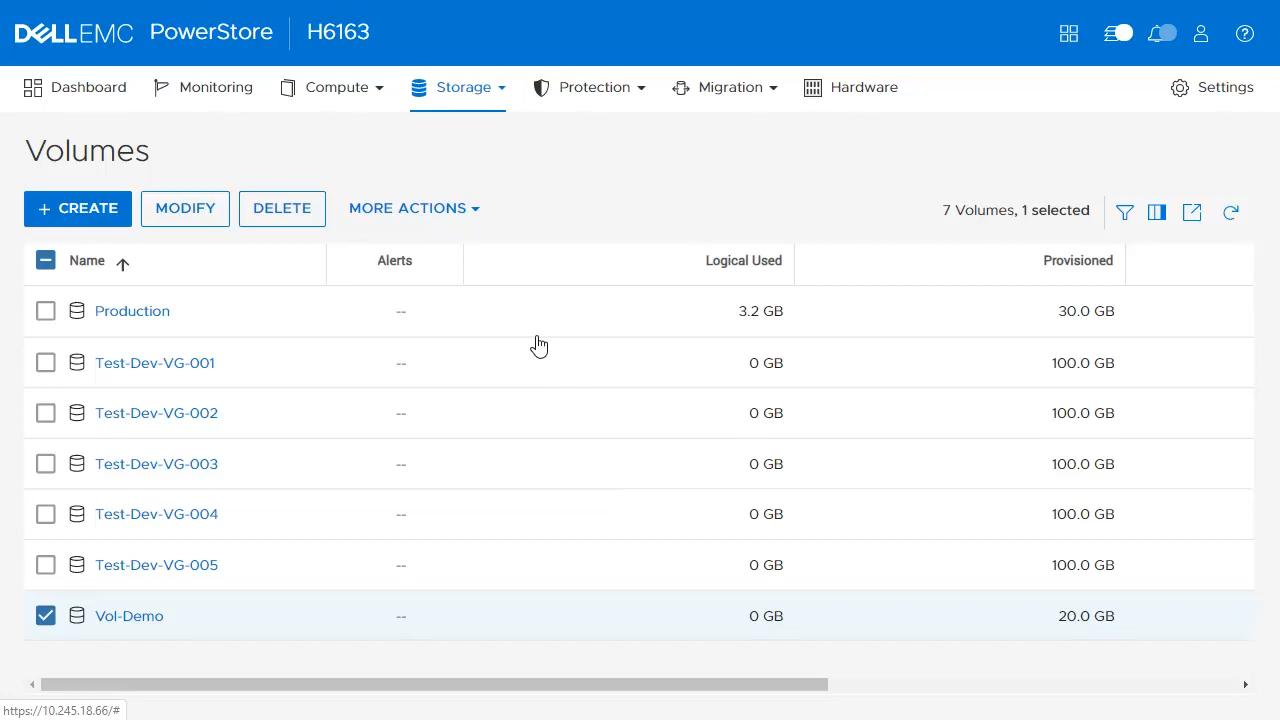 DELLEMC PowerStore H6163
Dashboard Monitoring Compute Storage Protection Migration Hardware Settings
Volumes
+ CREATE MODIFY DELETE MORE ACTIONS 7 Volumes, 1 selected
Name Alerts Logical Used Provisioned
Production -- 3.2 GB 30.0 GB
Test-Dev-VG-001 -- 0 GB 100.0 GB
Test-Dev-VG-002 -- 0 GB 100.0 GB
Test-Dev-VG-003 -- 0 GB 100.0 GB
Test-Dev-VG-004 -- 0 GB 100.0 GB
Test-Dev-VG-005 -- 0 GB 100.0 GB
Vol-Demo -- 0 GB 20.0 GB
https://10.245.18.66/#